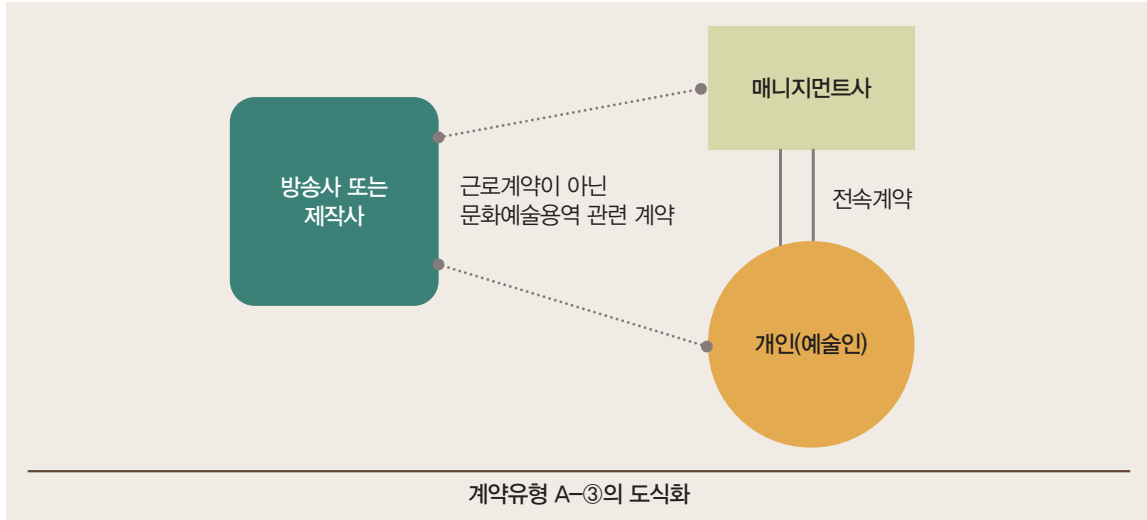 매니지먼트사
방송사 또는
제작사
근로계약이 아닌
문화예술용역 관련 계약
전속계약
개인(예술인)
계약유형 A-③의 도식화